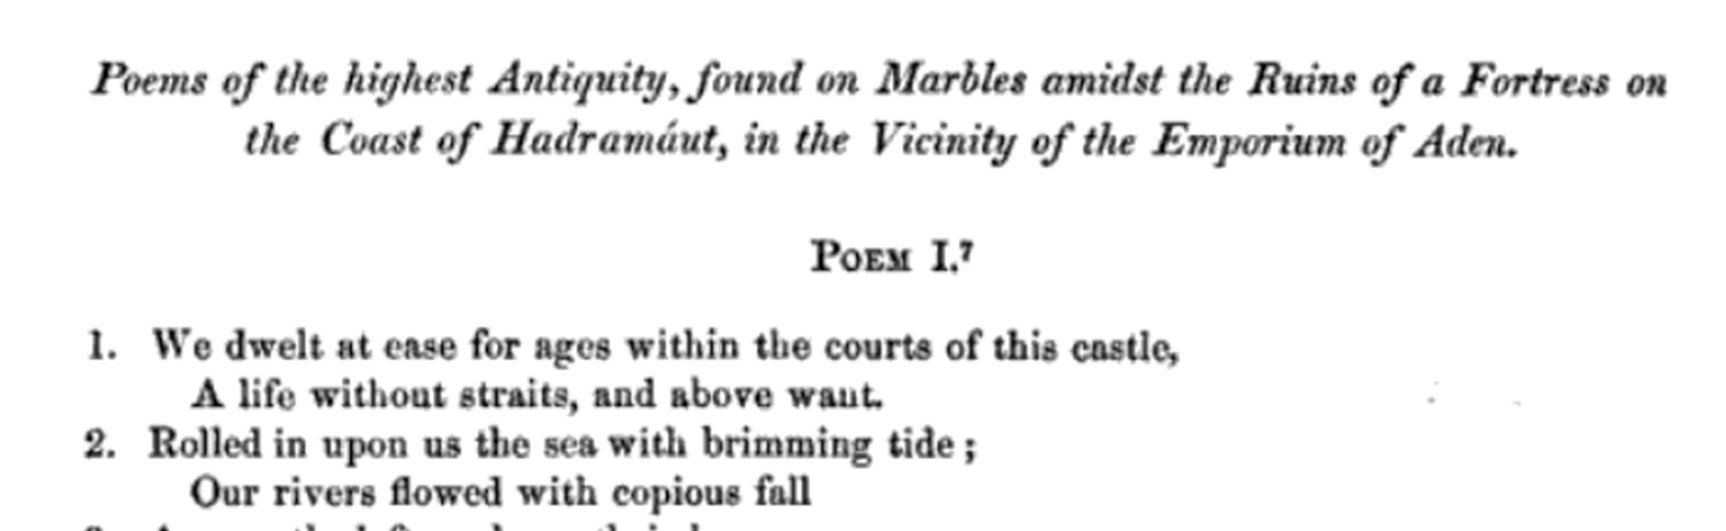 Poems of the highest Antiquity, found on Marbles amidst the Ruins of a Fortress on
the Coast of Hadramáut, in the Vicinity of the Emporium of Aden.
POEM I.⁷
1. We dwelt at ease for ages within the courts of this castle,
A life without straits, and above want.
2. Rolled in upon us the sea with brimming tide ;
Our rivers flowed with copious fall